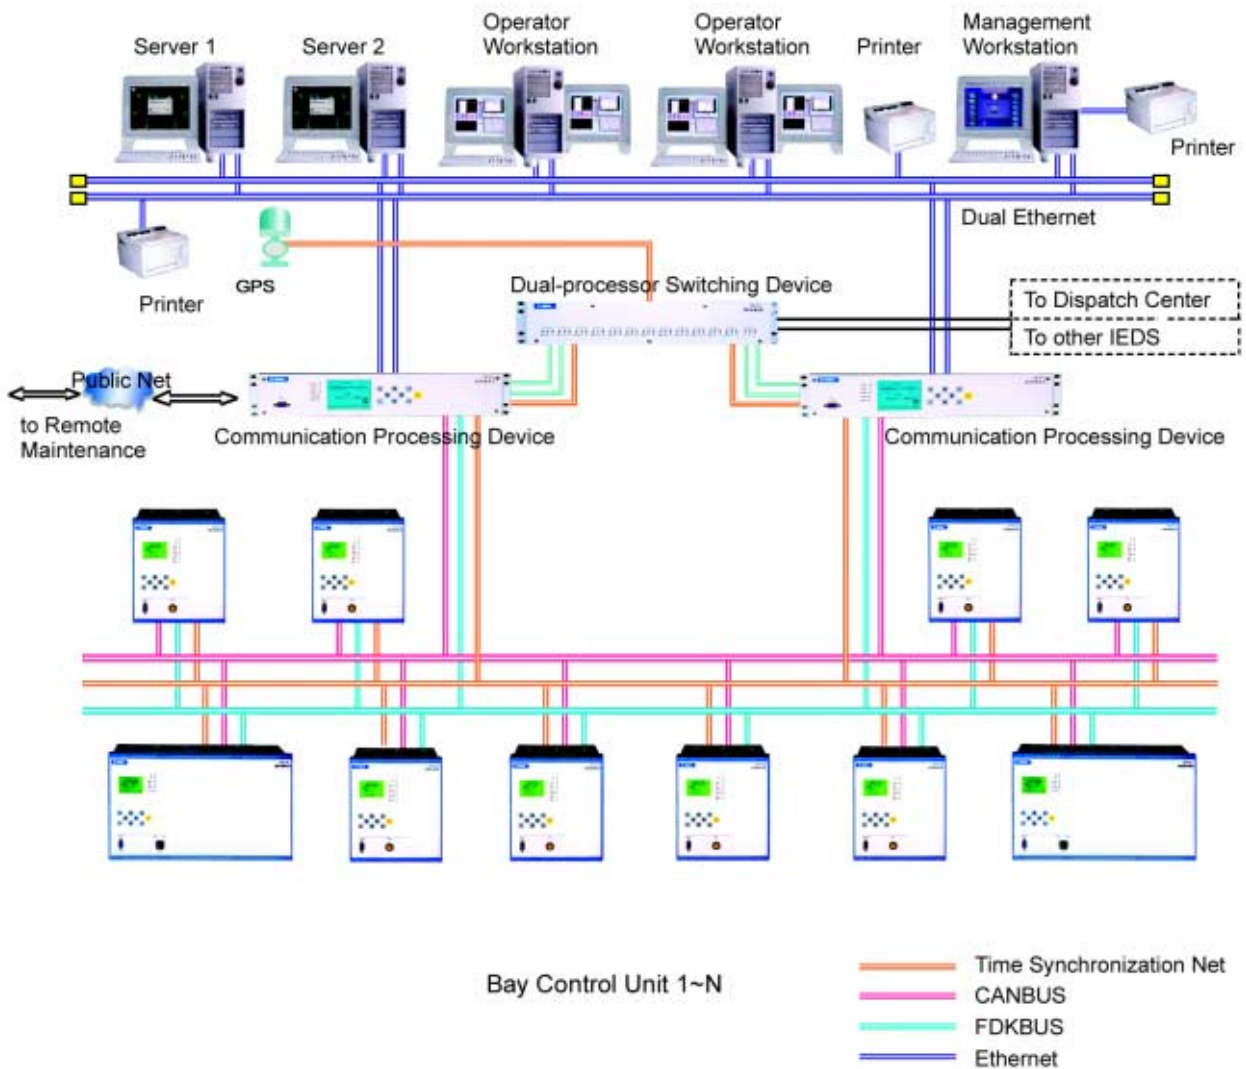 Server 1
Server 2
Operator
Workstation
Operator
Workstation
Printer
Management
Workstation
Printer
Dual Ethernet
Printer
GPS
Dual-processor Switching Device
To Dispatch Center
To other IEDS
Public Net
to Remote
Maintenance
Communication Processing Device
Communication Processing Device
Bay Control Unit 1~N
Time Synchronization Net
CANBUS
FDKBUS
Ethernet